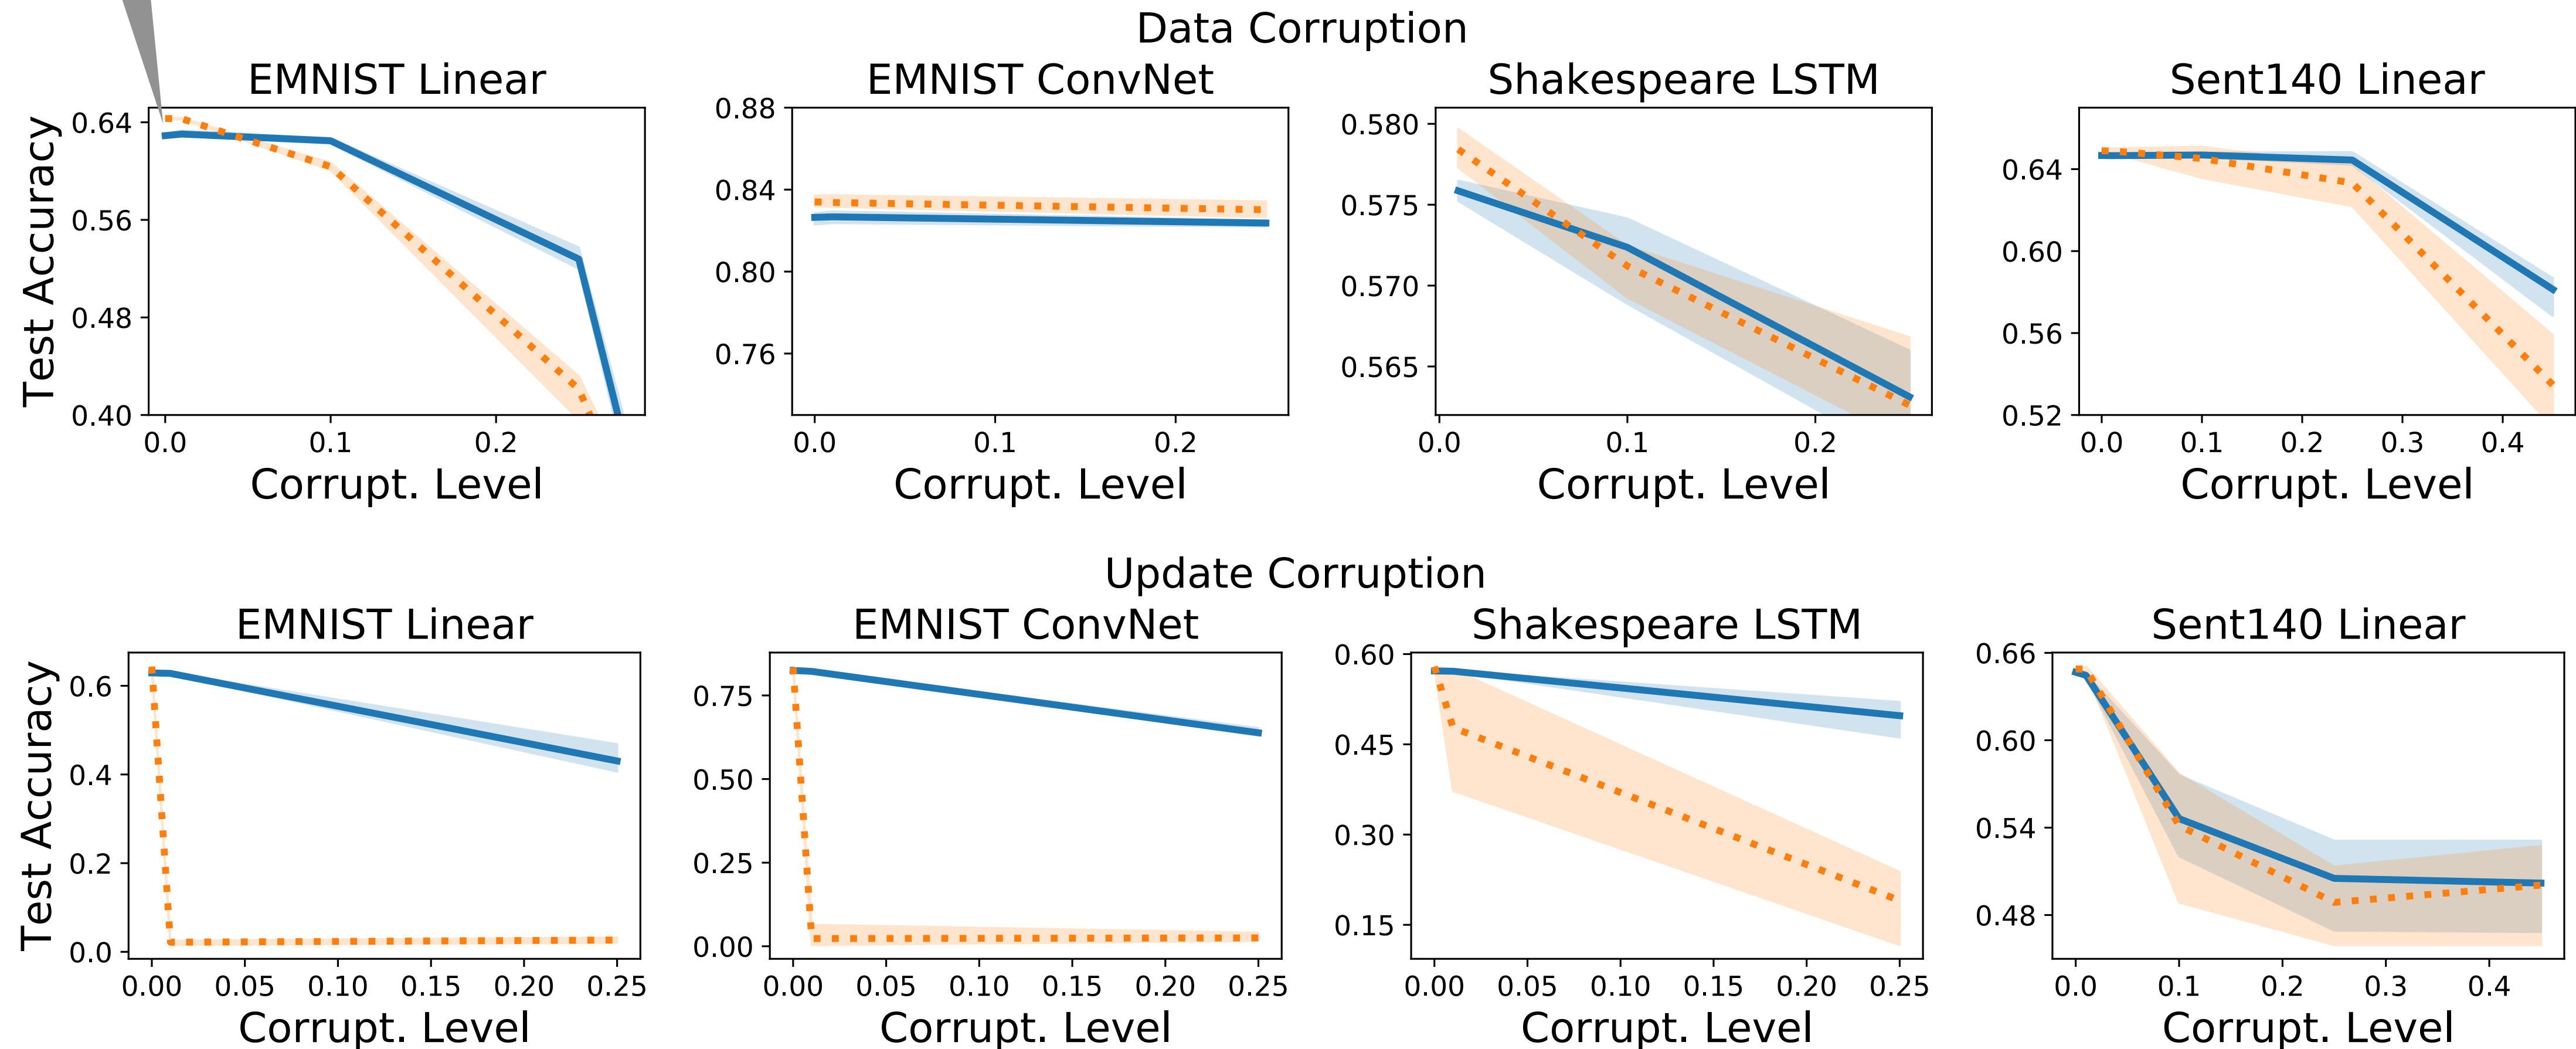 Data Corruption
EMNIST Linear
EMNIST ConvNet
Shakespeare LSTM
Sent140 Linear
Test Accuracy
0.64
0.56
0.48
0.40
0.0 0.1 0.2
Corrupt. Level
0.88
0.84
0.80
0.76
0.0 0.1 0.2
Corrupt. Level
0.580
0.575
0.570
0.565
0.0 0.1 0.2
Corrupt. Level
0.64
0.60
0.56
0.52
0.0 0.1 0.2 0.3 0.4
Corrupt. Level
Update Corruption
EMNIST Linear
EMNIST ConvNet
Shakespeare LSTM
Sent140 Linear
Test Accuracy
0.6
0.4
0.2
0.0
0.00 0.05 0.10 0.15 0.20 0.25
Corrupt. Level
0.75
0.50
0.25
0.00
0.00 0.05 0.10 0.15 0.20 0.25
Corrupt. Level
0.60
0.45
0.30
0.15
0.00 0.05 0.10 0.15 0.20 0.25
Corrupt. Level
0.66
0.60
0.54
0.48
0.0 0.1 0.2 0.3 0.4
Corrupt. Level